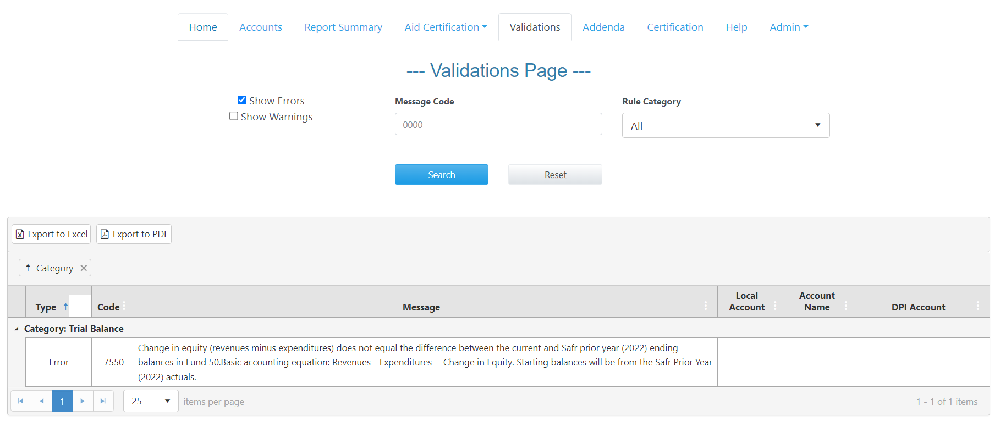 Home Accounts Report Summary Aid Certification Validations Addenda Certification Help Admin
--- Validations Page ---
Show Errors
Show Warnings
Message Code
0000
Rule Category
All
Search Reset
Export to Excel Export to PDF
Category
Type Code Message Local Account Account Name DPI Account
Category: Trial Balance
Error 7550 Change in equity (revenues minus expenditures) does not equal the difference between the current and Safr prior year (2022) ending
balances in Fund 50.Basic accounting equation: Revenues - Expenditures = Change in Equity. Starting balances will be from the Safr Prior Year
(2022) actuals.
1 25 items per page 1 - 1 of 1 items